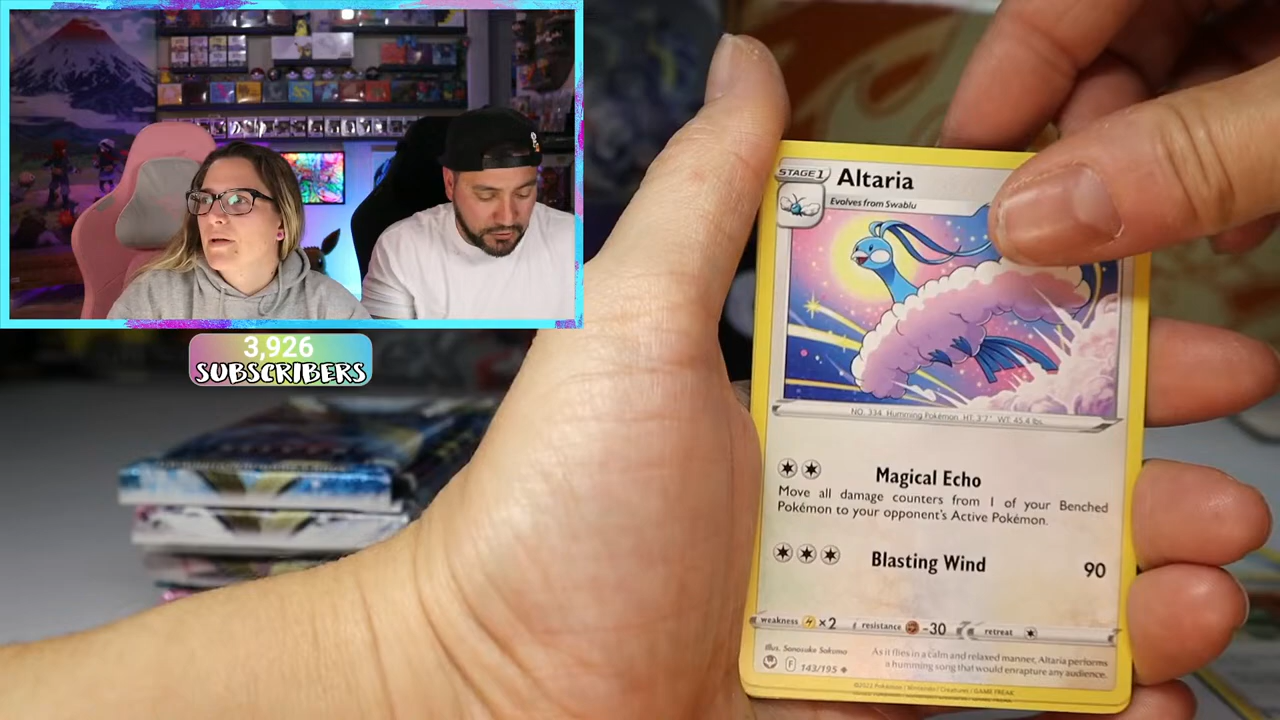 3,926
SUBSCRIBERS
STAGE 1
Altaria
Evolves from Swablu
NO. 334 Humming Pokémon HT: 3'7" WT: 45.4 lbs.
Magical Echo
Move all damage counters from 1 of your Benched
Pokémon to your opponent's Active Pokémon.
Blasting Wind 90
weakness ×2 resistance -30 retreat
Illus. Sanosuke Sakuma
As it flies in a calm and relaxed manner, Altaria performs
a humming song that would enrapture any audience.
F 143/195
©2022 Pokémon / Nintendo / Creatures / GAME FREAK